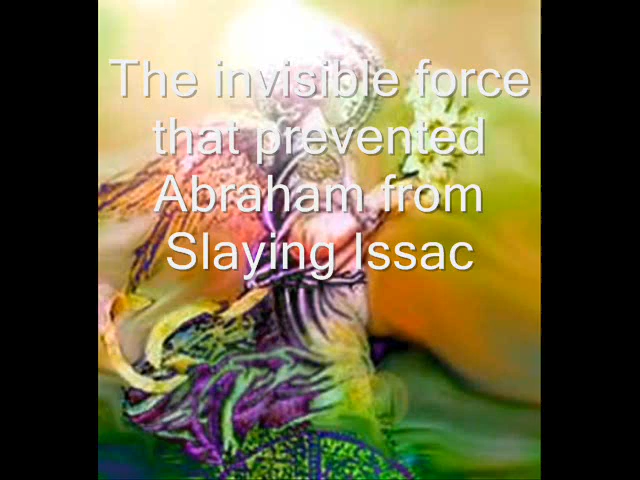 The invisible force
that prevented
Abraham from
Slaying Issac